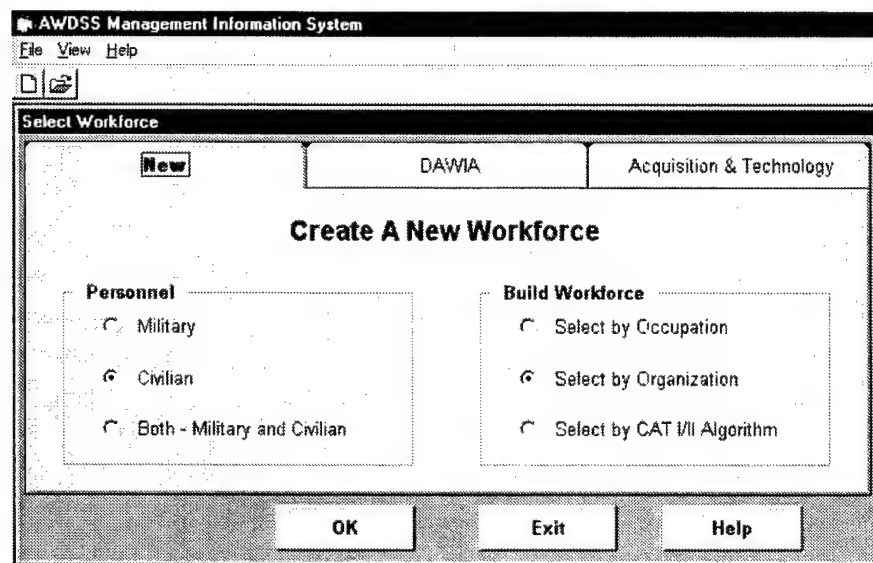 AWDSS Management Information System
File View Help
Select Workforce
New DAWIA Acquisition & Technology
Create A New Workforce
Personnel Build Workforce
Military Select by Occupation
Civilian Select by Organization
Both - Military and Civilian Select by CAT I/II Algorithm
OK Exit Help